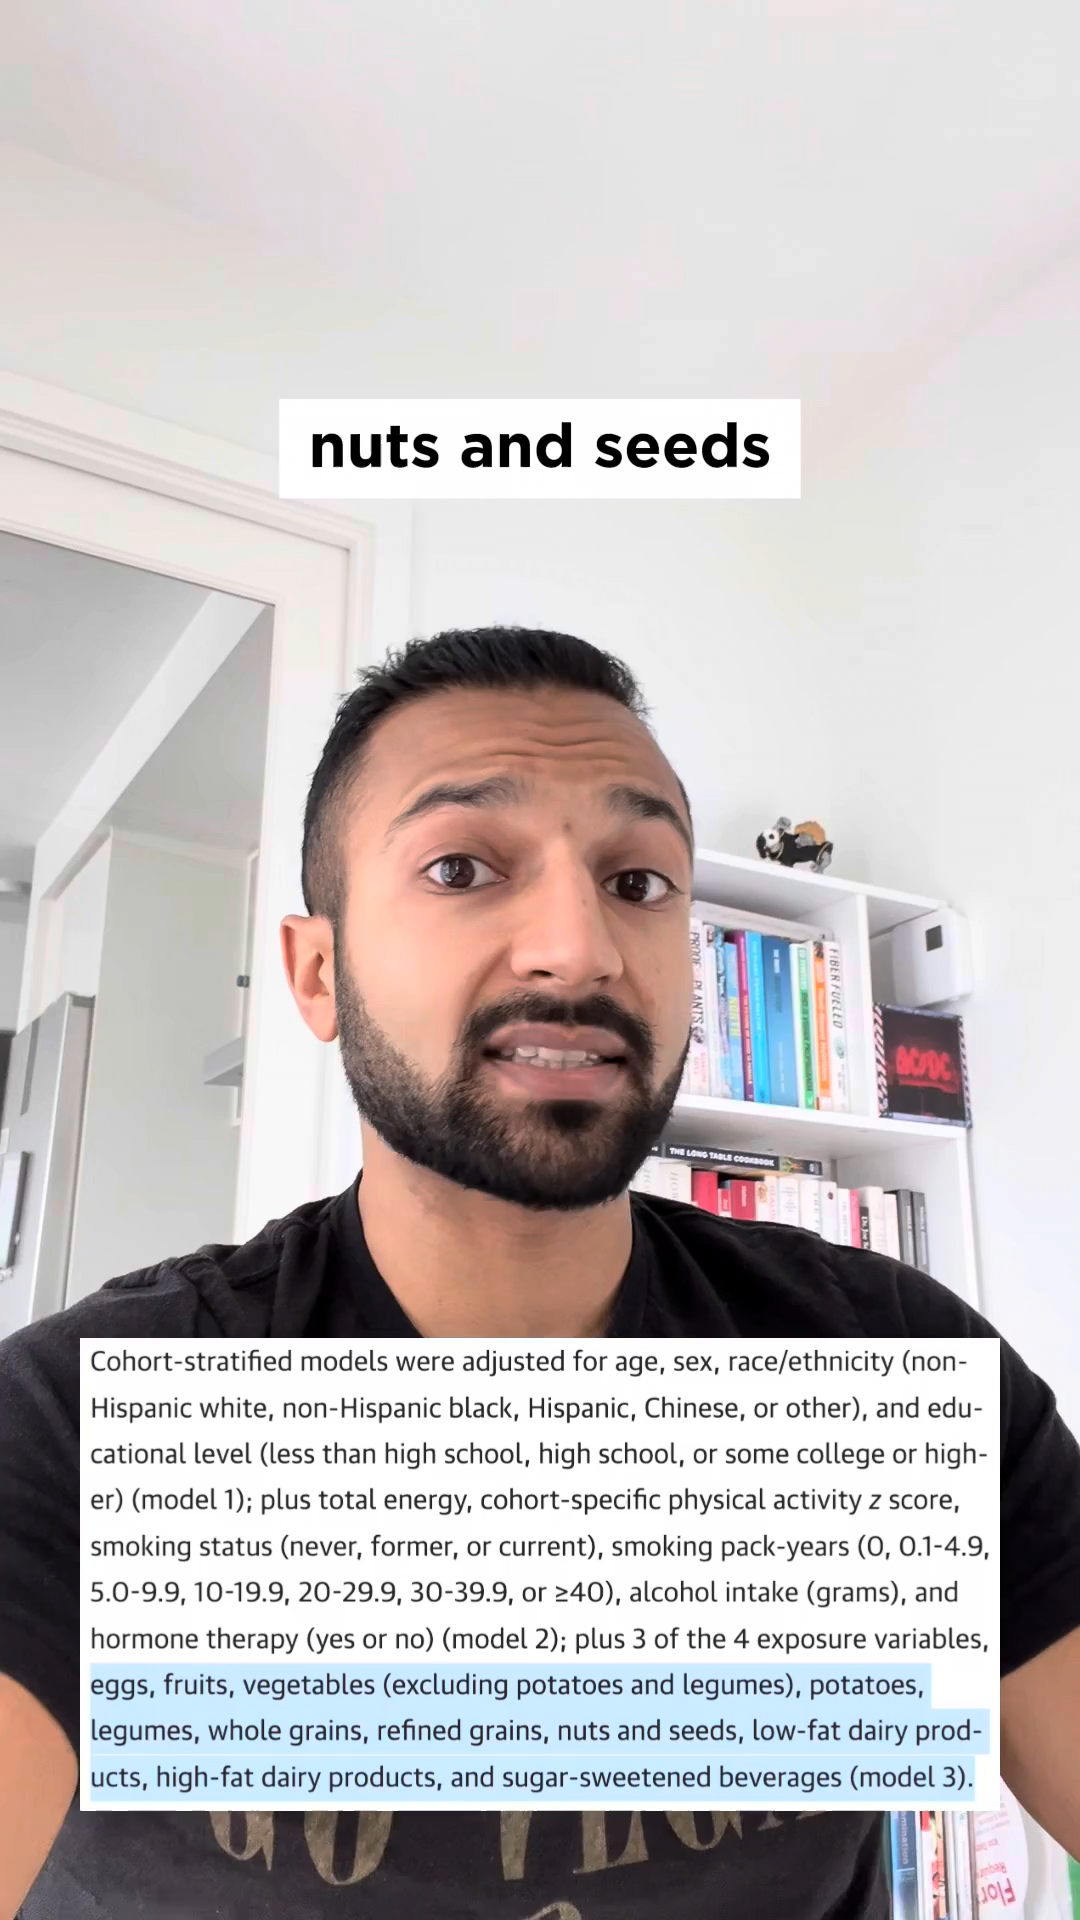 nuts and seeds
PROOF
PLANTS
FIBER FUELED
AC/DC
THE LONG TABLE COOKBOOK
Cohort-stratified models were adjusted for age, sex, race/ethnicity (non-
Hispanic white, non-Hispanic black, Hispanic, Chinese, or other), and edu-
cational level (less than high school, high school, or some college or high-
er) (model 1); plus total energy, cohort-specific physical activity z score,
smoking status (never, former, or current), smoking pack-years (0, 0.1-4.9,
5.0-9.9, 10-19.9, 20-29.9, 30-39.9, or ≥40), alcohol intake (grams), and
hormone therapy (yes or no) (model 2); plus 3 of the 4 exposure variables,
eggs, fruits, vegetables (excluding potatoes and legumes), potatoes,
legumes, whole grains, refined grains, nuts and seeds, low-fat dairy prod-
ucts, high-fat dairy products, and sugar-sweetened beverages (model 3).
GO